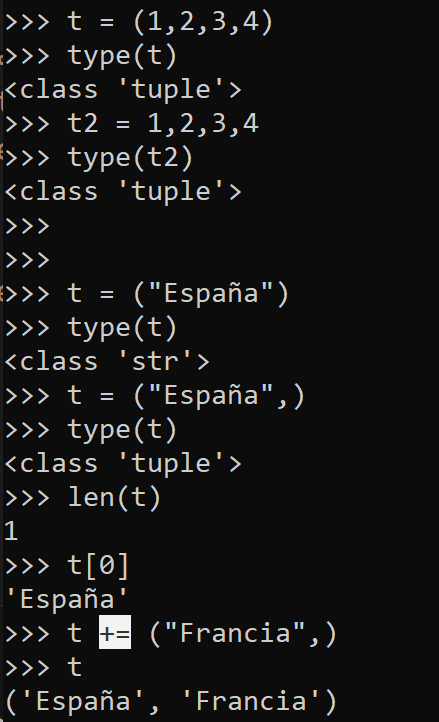 >>> t = (1,2,3,4)
>>> type(t)
<class 'tuple'>
>>> t2 = 1,2,3,4
>>> type(t2)
<class 'tuple'>
>>>
>>>
>>> t = ("España")
>>> type(t)
<class 'str'>
>>> t = ("España",)
>>> type(t)
<class 'tuple'>
>>> len(t)
1
>>> t[0]
'España'
>>> t += ("Francia",)
>>> t
('España', 'Francia')